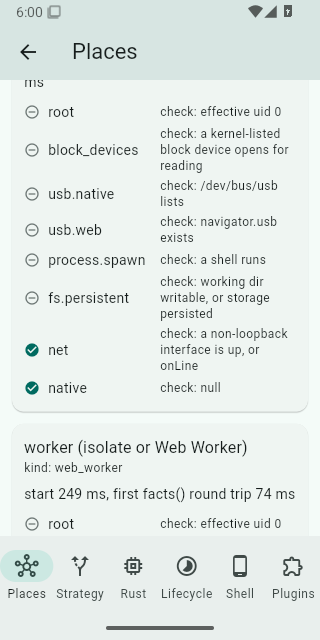 6:00
Places
ms
root
check: effective uid 0
block_devices
check: a kernel-listed
block device opens for
reading
usb.native
check: /dev/bus/usb
lists
usb.web
check: navigator.usb
exists
process.spawn
check: a shell runs
fs.persistent
check: working dir
writable, or storage
persisted
net
check: a non-loopback
interface is up, or
onLine
native
check: null
worker (isolate or Web Worker)
kind: web_worker
start 249 ms, first facts() round trip 74 ms
root
check: effective uid 0
Places
Strategy
Rust
Lifecycle
Shell
Plugins